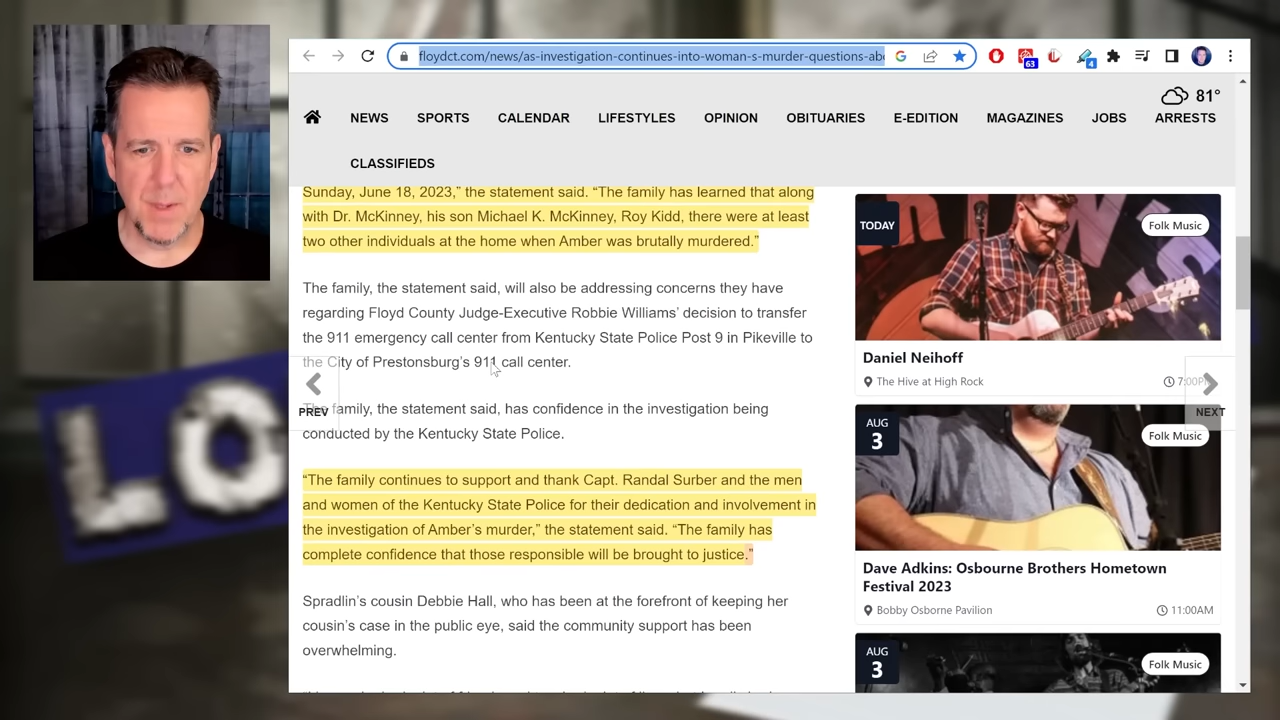 floydct.com/news/as-investigation-continues-into-woman-s-murder-questions-abo
63
4
81°
NEWS SPORTS CALENDAR LIFESTYLES OPINION OBITUARIES E-EDITION MAGAZINES JOBS ARRESTS
CLASSIFIEDS
Sunday, June 18, 2023,” the statement said. “The family has learned that along
with Dr. McKinney, his son Michael K. McKinney, Roy Kidd, there were at least
two other individuals at the home when Amber was brutally murdered.”
The family, the statement said, will also be addressing concerns they have
regarding Floyd County Judge-Executive Robbie Williams’ decision to transfer
the 911 emergency call center from Kentucky State Police Post 9 in Pikeville to
the City of Prestonsburg’s 911 call center.
PREV
The family, the statement said, has confidence in the investigation being
conducted by the Kentucky State Police.
“The family continues to support and thank Capt. Randal Surber and the men
and women of the Kentucky State Police for their dedication and involvement in
the investigation of Amber’s murder,” the statement said. “The family has
complete confidence that those responsible will be brought to justice.”
Spradlin’s cousin Debbie Hall, who has been at the forefront of keeping her
cousin’s case in the public eye, said the community support has been
overwhelming.
TODAY
Folk Music
Daniel Neihoff
The Hive at High Rock
7:00P
NEXT
AUG
3
Folk Music
Dave Adkins: Osbourne Brothers Hometown
Festival 2023
Bobby Osborne Pavilion
11:00AM
AUG
3
Folk Music
LO